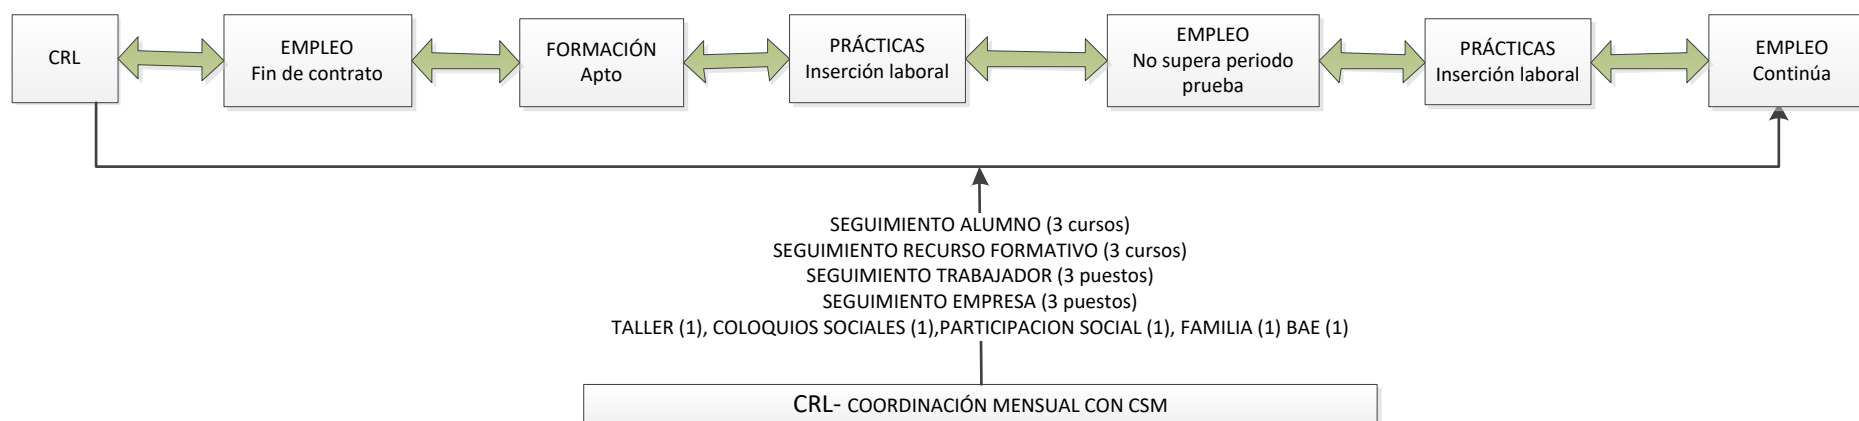 CRL
EMPLEO
Fin de contrato
FORMACIÓN
Apto
PRÁCTICAS
Inserción laboral
EMPLEO
No supera periodo
prueba
PRÁCTICAS
Inserción laboral
EMPLEO
Continúa
SEGUIMIENTO ALUMNO (3 cursos)
SEGUIMIENTO RECURSO FORMATIVO (3 cursos)
SEGUIMIENTO TRABAJADOR (3 puestos)
SEGUIMIENTO EMPRESA (3 puestos)
TALLER (1), COLOQUIOS SOCIALES (1),PARTICIPACION SOCIAL (1), FAMILIA (1) BAE (1)
CRL- COORDINACIÓN MENSUAL CON CSM